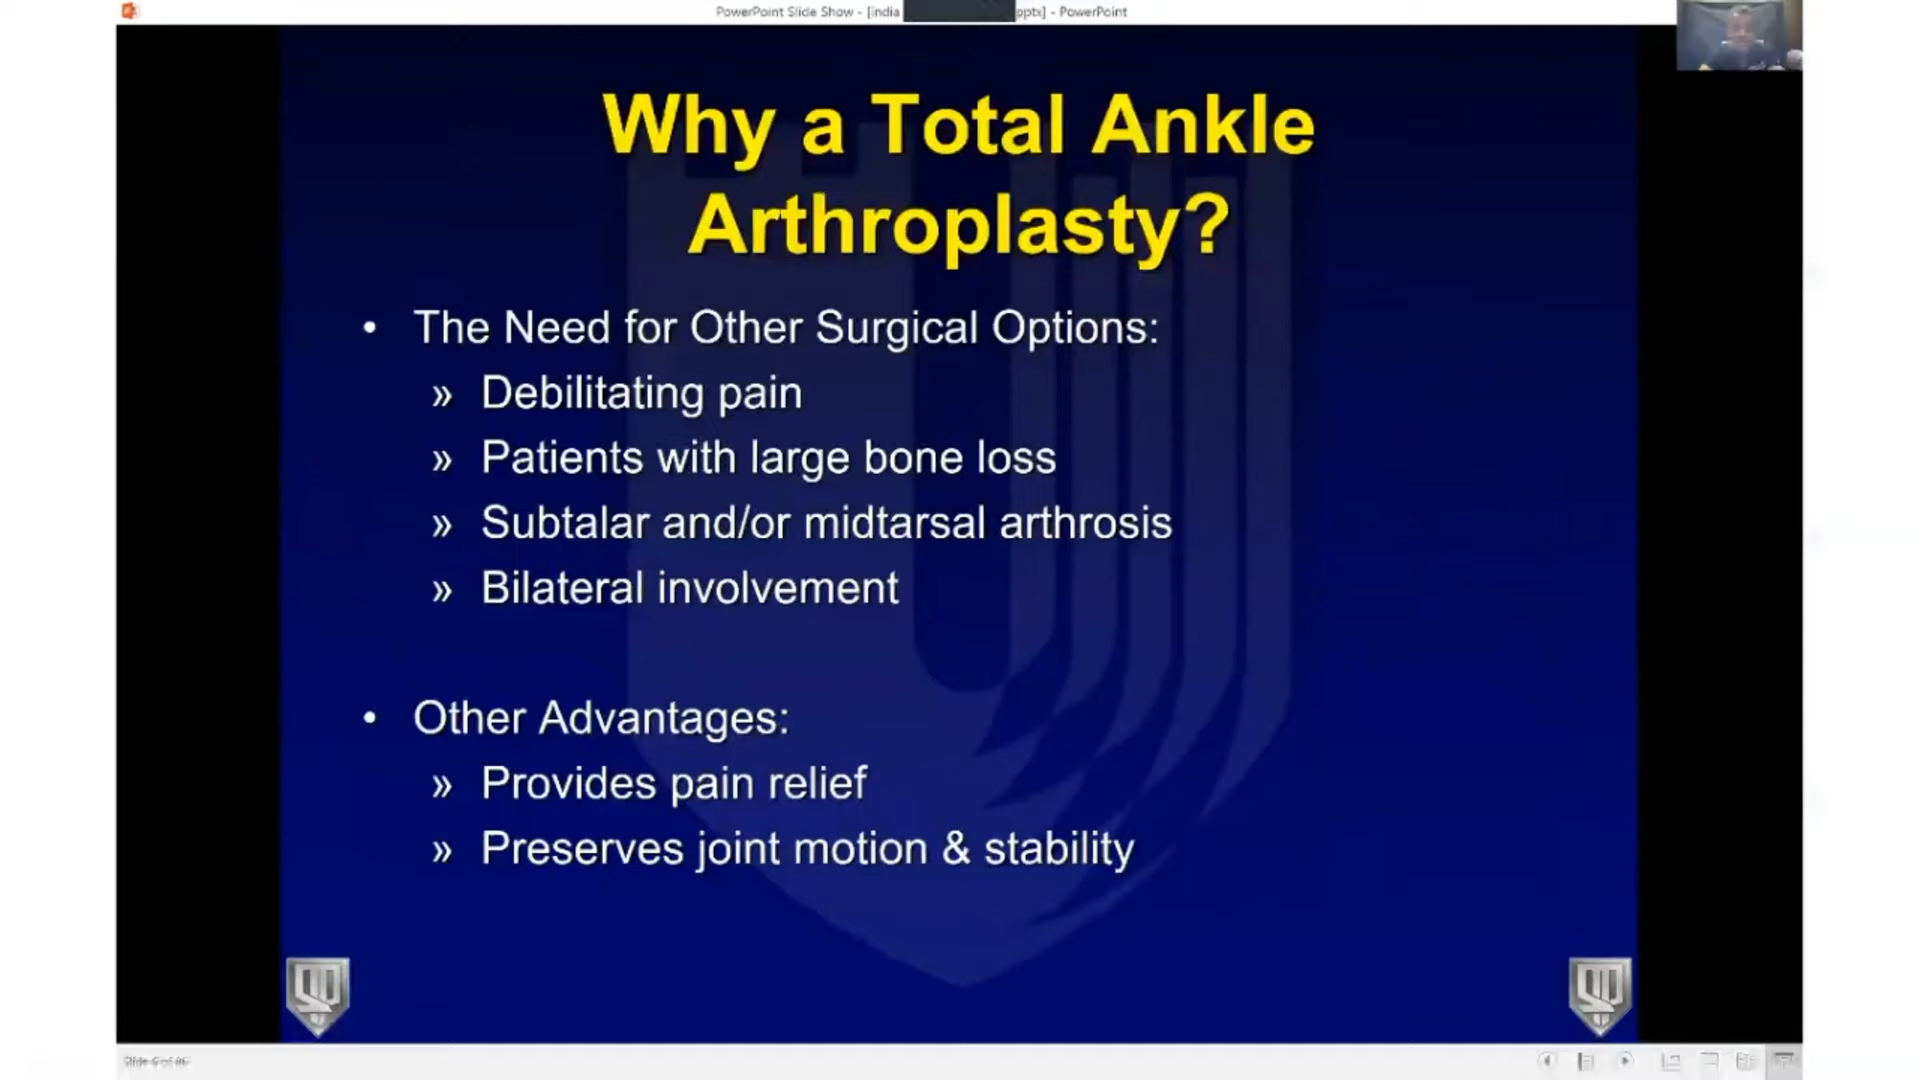 PowerPoint Slide Show - [india pptx] - PowerPoint
Why a Total Ankle
Arthroplasty?
• The Need for Other Surgical Options:
» Debilitating pain
» Patients with large bone loss
» Subtalar and/or midtarsal arthrosis
» Bilateral involvement
• Other Advantages:
» Provides pain relief
» Preserves joint motion & stability